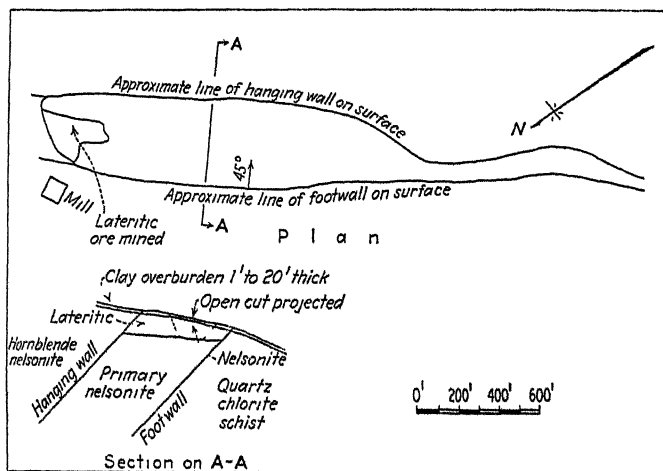 A
Approximate line of hanging wall on surface
N
45°
Approximate line of footwall on surface
Mill
A
Lateritic
ore mined
Plan
Clay overburden 1' to 20' thick
Open cut projected
Lateritic
Hornblende
nelsonite
Hanging wall
Primary
nelsonite
Footwall
Nelsonite
Quartz
chlorite
schist
0' 200' 400' 600'
Section on A-A